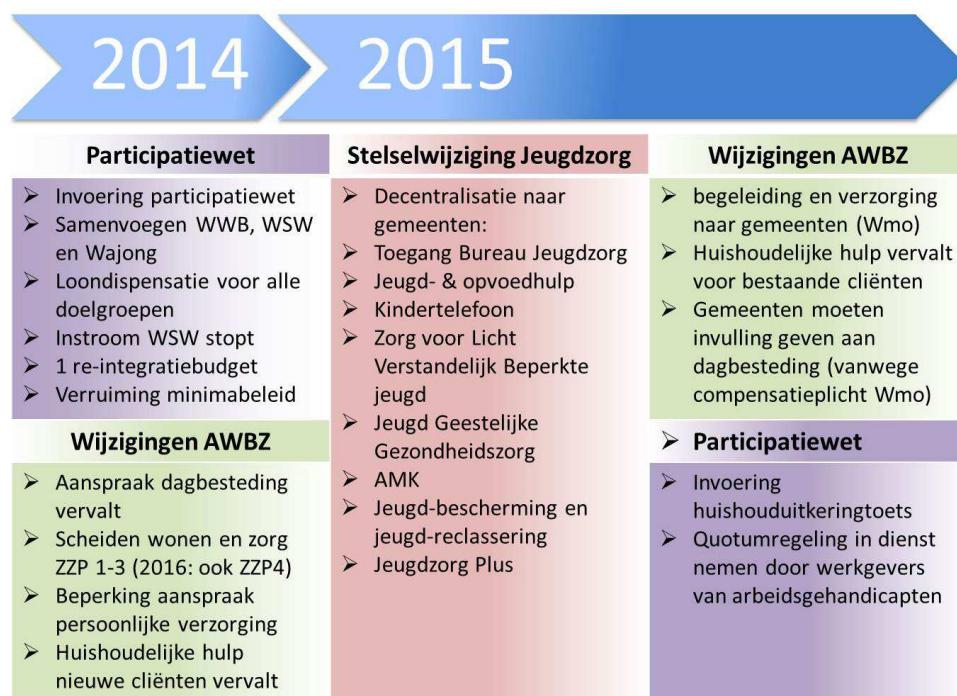 2014
2015
Participatiewet
➢ Invoering participatiewet
➢ Samenvoegen WWB, WSW
en Wajong
➢ Loondispensatie voor alle
doelgroepen
➢ Instroom WSW stopt
➢ 1 re-integratiebudget
➢ Verruiming minimabeleid
Wijzigingen AWBZ
➢ Aanspraak dagbesteding
vervalt
➢ Scheiden wonen en zorg
ZZP 1-3 (2016: ook ZZP4)
➢ Beperking aanspraak
persoonlijke verzorging
➢ Huishoudelijke hulp
nieuwe cliënten vervalt
Stelselwijziging Jeugdzorg
➢ Decentralisatie naar
gemeenten:
➢ Toegang Bureau Jeugdzorg
➢ Jeugd- & opvoedhulp
➢ Kindertelefoon
➢ Zorg voor Licht
Verstandelijk Beperkte
jeugd
➢ Jeugd Geestelijke
Gezondheidszorg
➢ AMK
➢ Jeugd-bescherming en
jeugd-reclassering
➢ Jeugdzorg Plus
Wijzigingen AWBZ
➢ begeleiding en verzorging
naar gemeenten (Wmo)
➢ Huishoudelijke hulp vervalt
voor bestaande cliënten
➢ Gemeenten moeten
invulling geven aan
dagbesteding (vanwege
compensatieplicht Wmo)
➢ Participatiewet
➢ Invoering
huishouduitkeringtoets
➢ Quotumregeling in dienst
nemen door werkgevers
van arbeidsgehandicapten